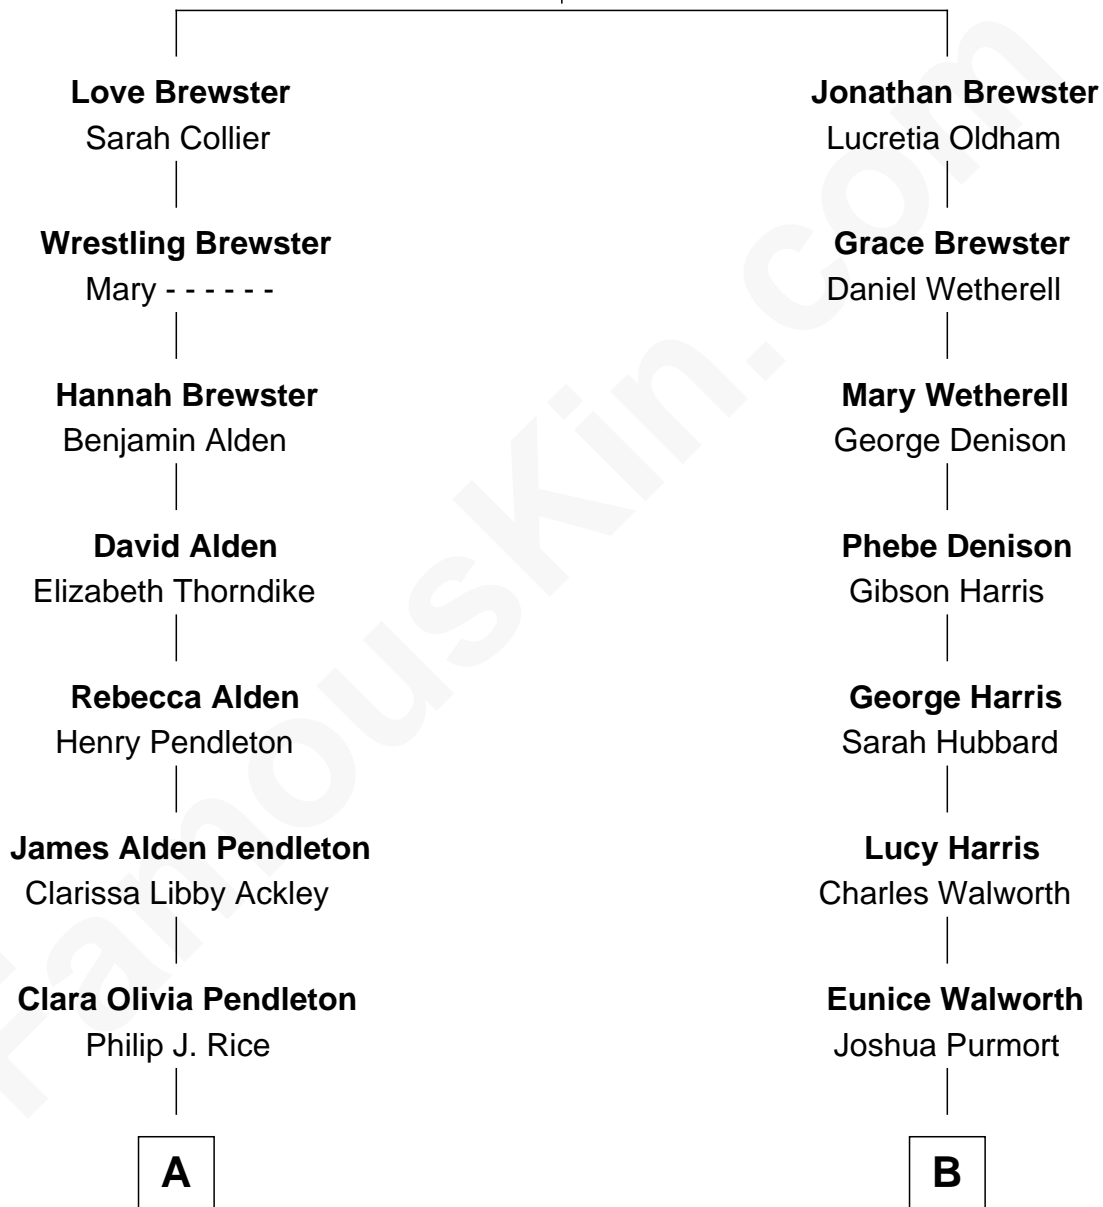 Love Brewster
Sarah Collier
Wrestling Brewster
Mary - - - - - -
Hannah Brewster
Benjamin Alden
David Alden
Elizabeth Thorndike
Rebecca Alden
Henry Pendleton
James Alden Pendleton
Clarissa Libby Ackley
Clara Olivia Pendleton
Philip J. Rice
A
Jonathan Brewster
Lucretia Oldham
Grace Brewster
Daniel Wetherell
Mary Wetherell
George Denison
Phebe Denison
Gibson Harris
George Harris
Sarah Hubbard
Lucy Harris
Charles Walworth
Eunice Walworth
Joshua Purmort
B
FamousKin.com